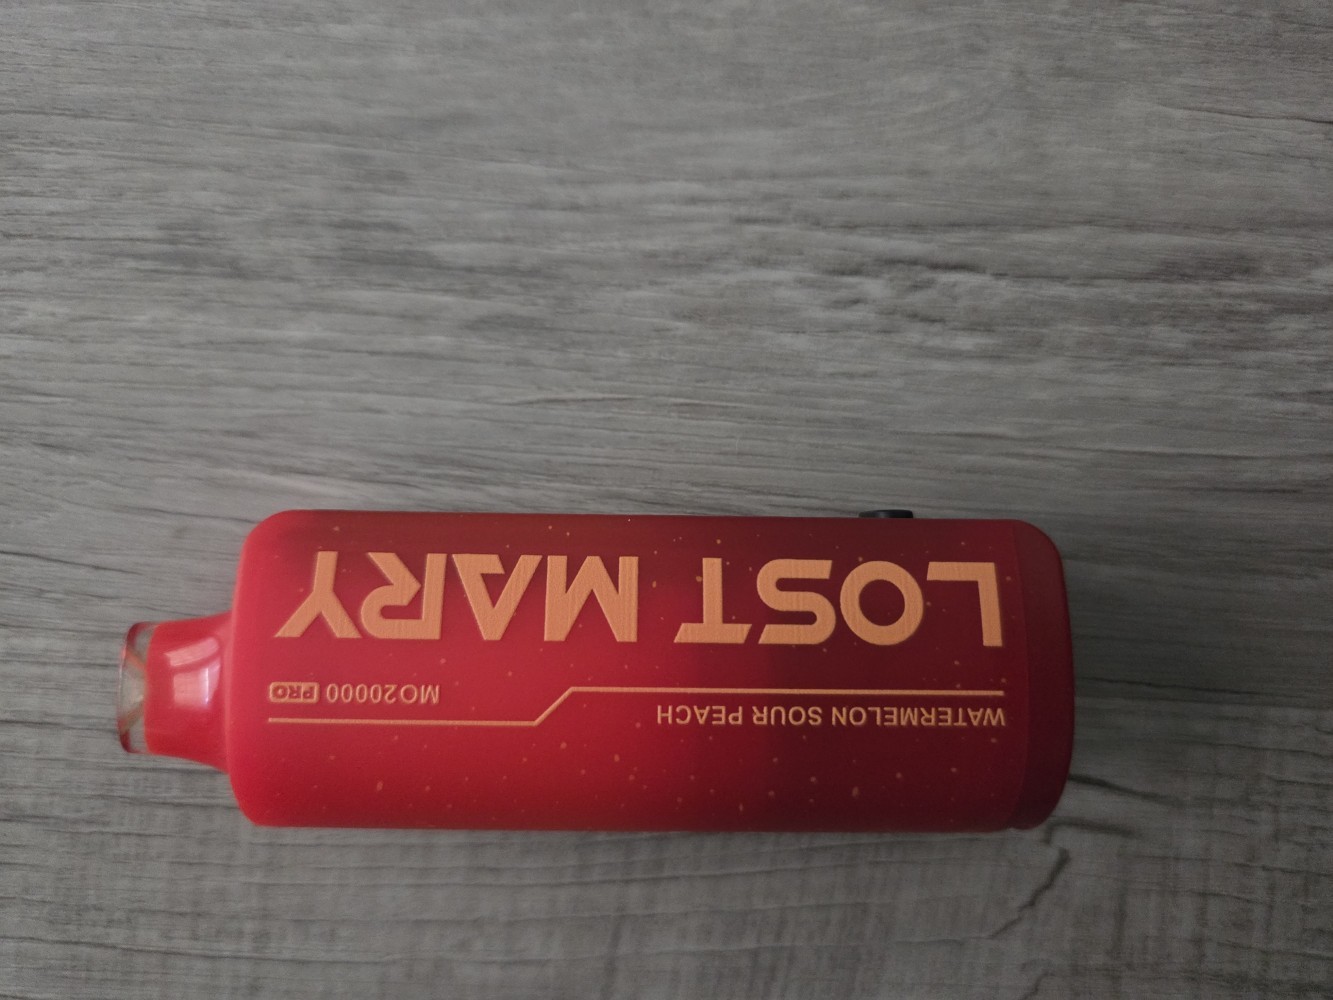 LOST MARY
WATERMELON SOUR PEACH
MO20000 PRO